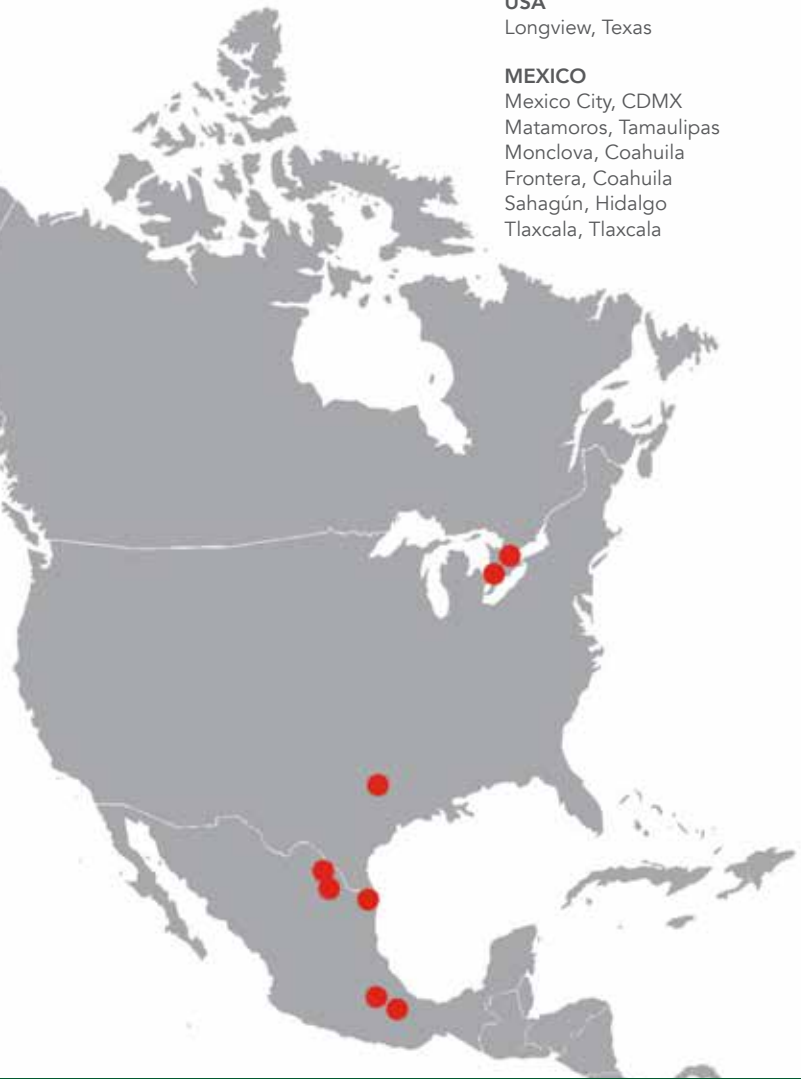 USA
Longview, Texas
MEXICO
Mexico City, CDMX
Matamoros, Tamaulipas
Monclova, Coahuila
Frontera, Coahuila
Sahagún, Hidalgo
Tlaxcala, Tlaxcala